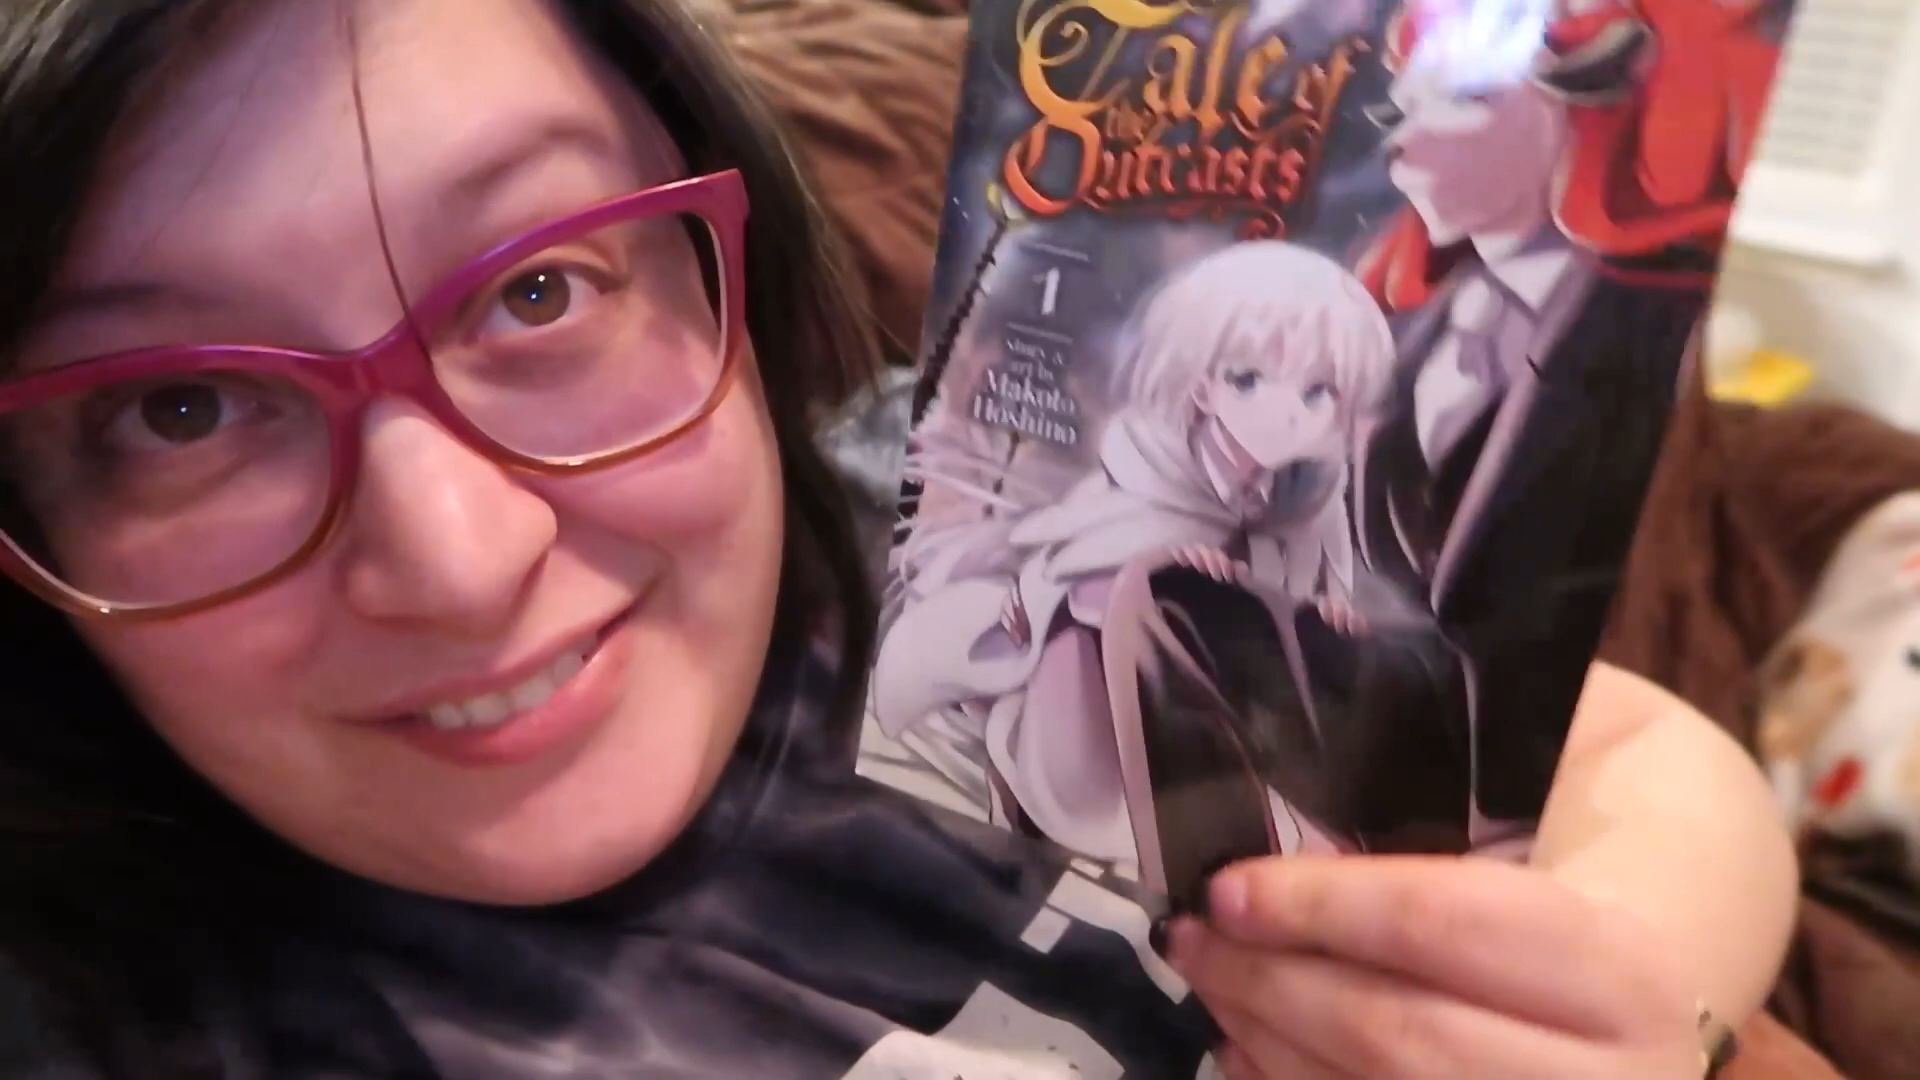 Tale of
the
Outcasts
1
story &
art by
Makoto
Hoshino